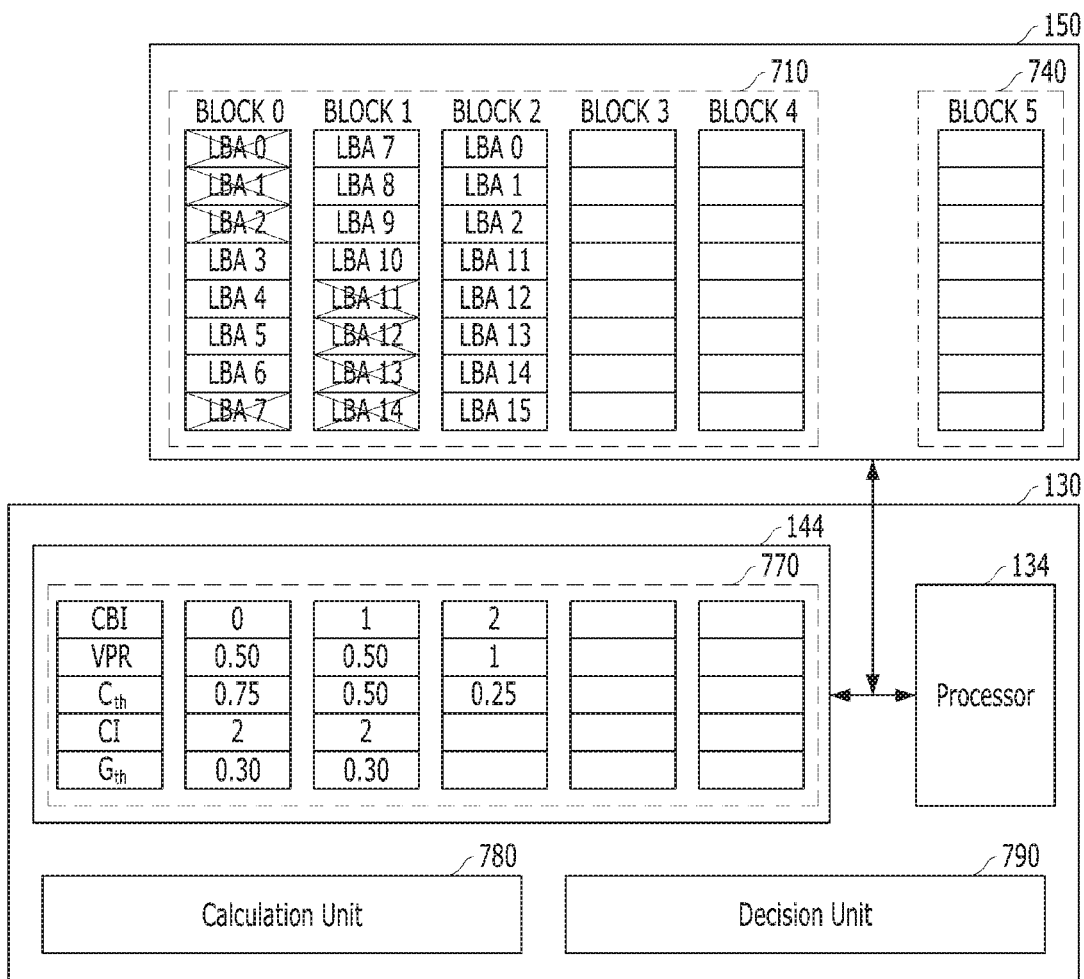 150
710
740
BLOCK 0 BLOCK 1 BLOCK 2 BLOCK 3 BLOCK 4 BLOCK 5
LBA 0 LBA 7 LBA 0
LBA 1 LBA 8 LBA 1
LBA 2 LBA 9 LBA 2
LBA 3 LBA 10 LBA 11
LBA 4 LBA 11 LBA 12
LBA 5 LBA 12 LBA 13
LBA 6 LBA 13 LBA 14
LBA 7 LBA 14 LBA 15
130
144
770
134
CBI 0 1 2
VPR 0.50 0.50 1
Cth 0.75 0.50 0.25
CI 2 2
Gth 0.30 0.30
Processor
780
790
Calculation Unit
Decision Unit